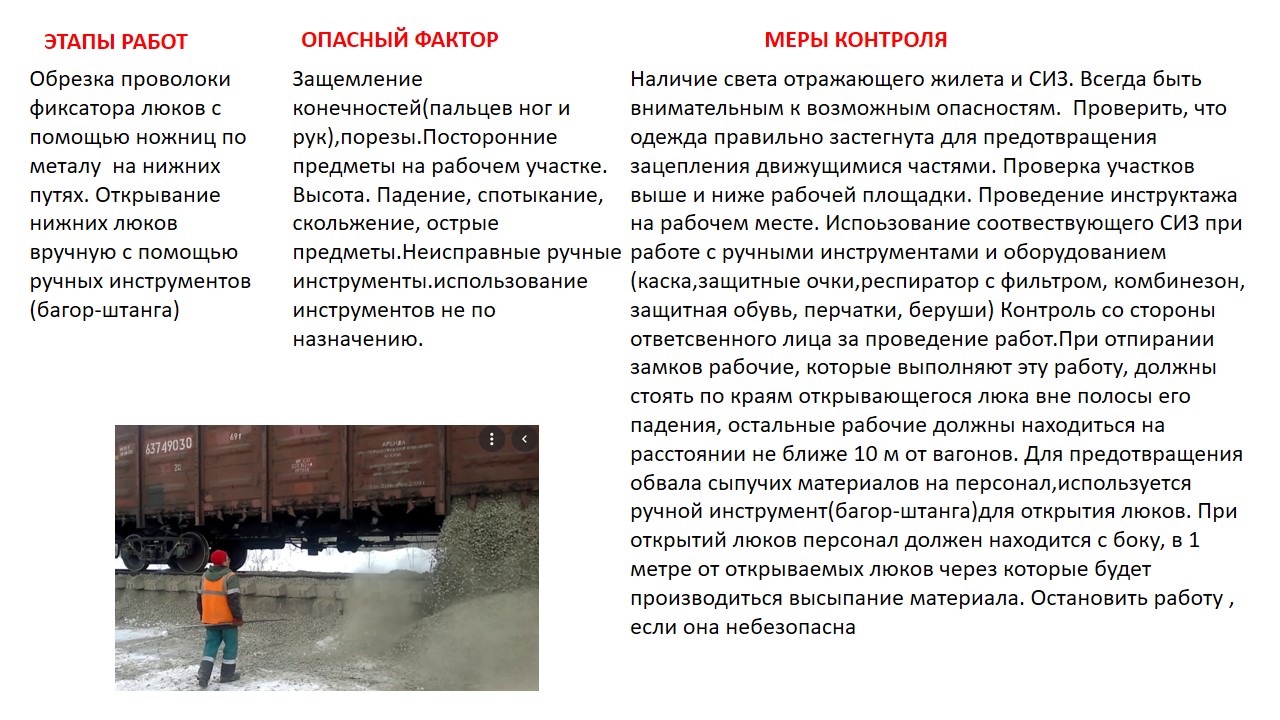 ЭТАПЫ РАБОТ
Обрезка проволоки
фиксатора люков с
помощью ножниц по
металу  на нижних
путях. Открывание
нижних люков
вручную с помощью
ручных инструментов
(багор-штанга)
ОПАСНЫЙ ФАКТОР
Защемление
конечностей(пальцев ног и
рук),порезы.Посторонние
предметы на рабочем участке.
Высота. Падение, спотыкание,
скольжение, острые
предметы.Неисправные ручные
инструменты.использование
инструментов не по
назначению.
МЕРЫ КОНТРОЛЯ
Наличие света отражающего жилета и СИЗ. Всегда быть
внимательным к возможным опасностям.  Проверить, что
одежда правильно застегнута для предотвращения
зацепления движущимися частями. Проверка участков
выше и ниже рабочей площадки. Проведение инструктажа
на рабочем месте. Испоьзование соотвествующего СИЗ при
работе с ручными инструментами и оборудованием
(каска,защитные очки,респиратор с фильтром, комбинезон,
защитная обувь, перчатки, беруши) Контроль со стороны
ответсвенного лица за проведение работ.При отпирании
замков рабочие, которые выполняют эту работу, должны
стоять по краям открывающегося люка вне полосы его
падения, остальные рабочие должны находиться на
расстоянии не ближе 10 м от вагонов. Для предотвращения
обвала сыпучих материалов на персонал,используется
ручной инструмент(багор-штанга)для открытия люков. При
открытий люков персонал должен находится с боку, в 1
метре от открываемых люков через которые будет
производиться высыпание материала. Остановить работу ,
если она небезопасна
63749030
69т
АРЕНДА